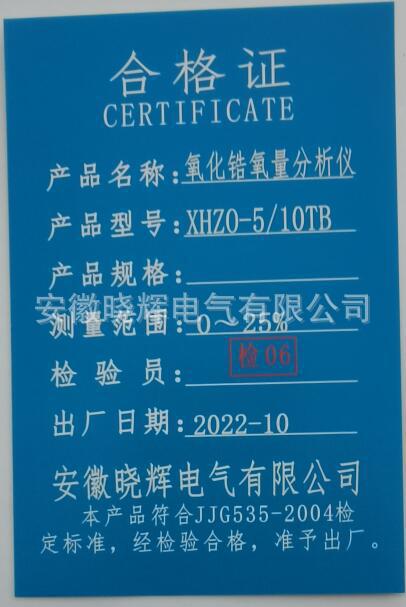 合格证
CERTIFICATE
产品名称:氧化锆氧量分析仪
产品型号:XHZO-5/10TB
产品规格:
安徽晓辉电气有限公司
测量范围:0～25%
检验员:
检06
出厂日期:2022-10
安徽晓辉电气有限公司
本产品符合JJG535-2004检
定标准，经检验合格，准予出厂。